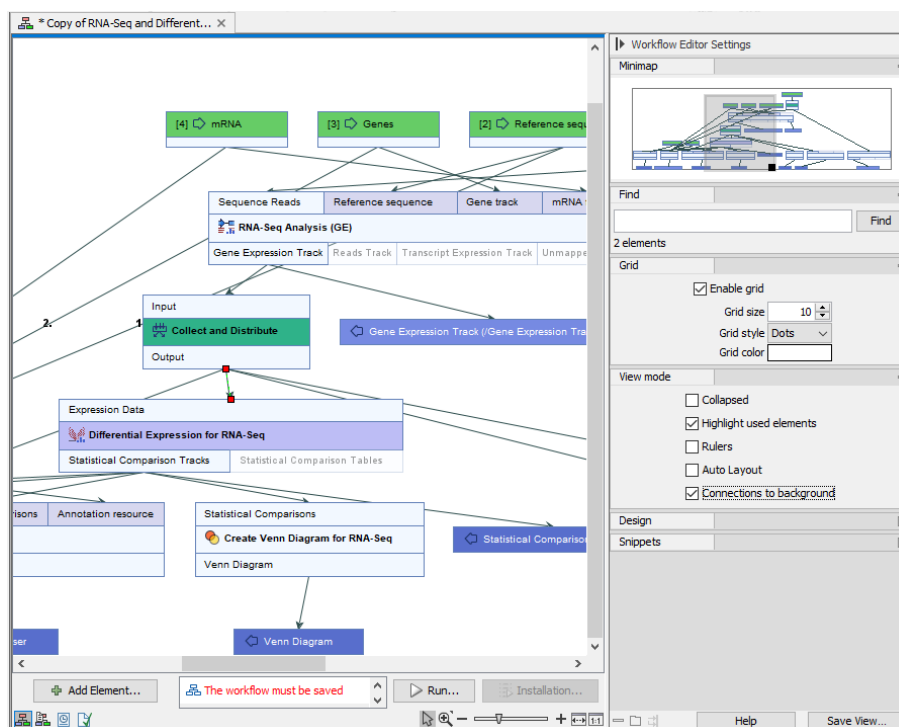 * Copy of RNA-Seq and Different...
Workflow Editor Settings
Minimap
[4] mRNA
[3] Genes
[2] Reference sequ
Sequence Reads
Reference sequence
Gene track
mRNA
RNA-Seq Analysis (GE)
Gene Expression Track
Reads Track
Transcript Expression Track
Unmappe
Input
2.
1
Collect and Distribute
Gene Expression Track (/Gene Expression Tra
Output
Expression Data
Differential Expression for RNA-Seq
Statistical Comparison Tracks
Statistical Comparison Tables
Annotation resource
Statistical Comparisons
Create Venn Diagram for RNA-Seq
Statistical Comparison
Venn Diagram
Venn Diagram
Find
Find
2 elements
Grid
Enable grid
Grid size 10
Grid style Dots
Grid color
View mode
Collapsed
Highlight used elements
Rulers
Auto Layout
Connections to background
Design
Snippets
Add Element...
The workflow must be saved
Run...
Installation...
1:1
Help
Save View...